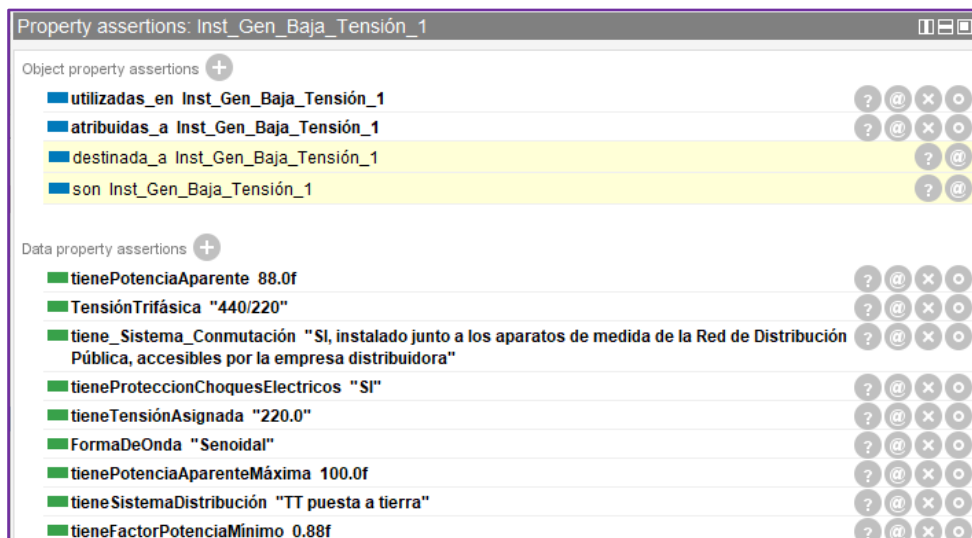 Property assertions: Inst_Gen_Baja_Tensión_1
Object property assertions
utilizadas_en Inst_Gen_Baja_Tensión_1
atribuidas_a Inst_Gen_Baja_Tensión_1
destinada_a Inst_Gen_Baja_Tensión_1
son Inst_Gen_Baja_Tensión_1
Data property assertions
tienePotenciaAparente 88.0f
TensiónTrifásica "440/220"
tiene_Sistema_Conmutación "SI, instalado junto a los aparatos de medida de la Red de Distribución
Pública, accesibles por la empresa distribuidora"
tieneProteccionChoquesElectricos "SI"
tieneTensiónAsignada "220.0"
FormaDeOnda "Senoidal"
tienePotenciaAparenteMáxima 100.0f
tieneSistemaDistribución "TT puesta a tierra"
tieneFactorPotenciaMínimo 0.88f